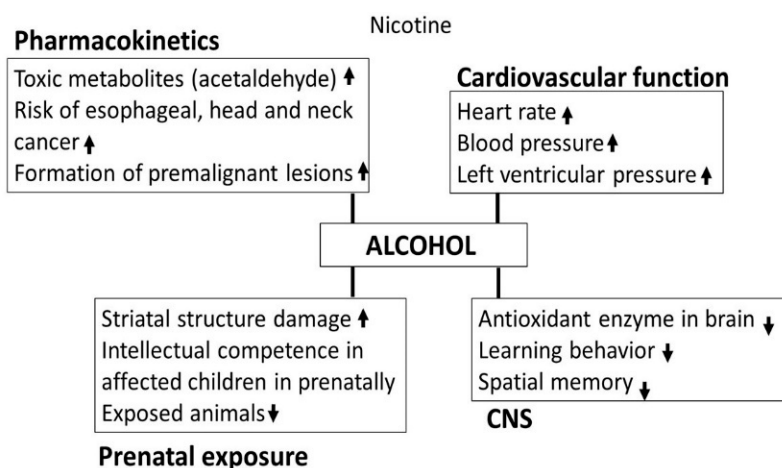 Nicotine
Pharmacokinetics
Toxic metabolites (acetaldehyde) ↑
Risk of esophageal, head and neck
cancer ↑
Formation of premalignant lesions ↑
Cardiovascular function
Heart rate ↑
Blood pressure ↑
Left ventricular pressure ↑
ALCOHOL
Striatal structure damage ↑
Intellectual competence in
affected children in prenatally
Exposed animals ↓
Prenatal exposure
Antioxidant enzyme in brain ↓
Learning behavior ↓
Spatial memory ↓
CNS